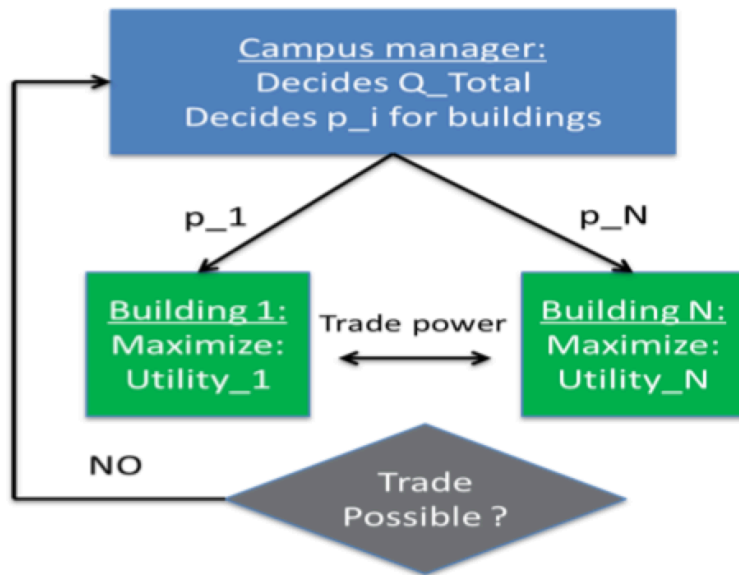 Campus manager:
Decides Q_Total
Decides p_i for buildings
p_1
p_N
Building 1:
Maximize:
Utility_1
Trade power
Building N:
Maximize:
Utility_N
NO
Trade
Possible ?